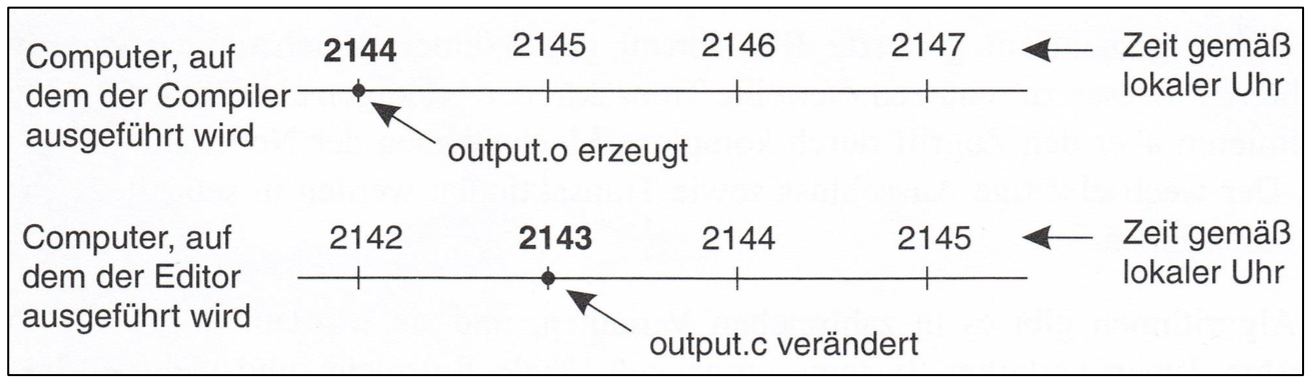 Computer, auf
dem der Compiler
ausgeführt wird
2144 2145 2146 2147
Zeit gemäß
lokaler Uhr
output.o erzeugt
Computer, auf
dem der Editor
ausgeführt wird
2142 2143 2144 2145
Zeit gemäß
lokaler Uhr
output.c verändert